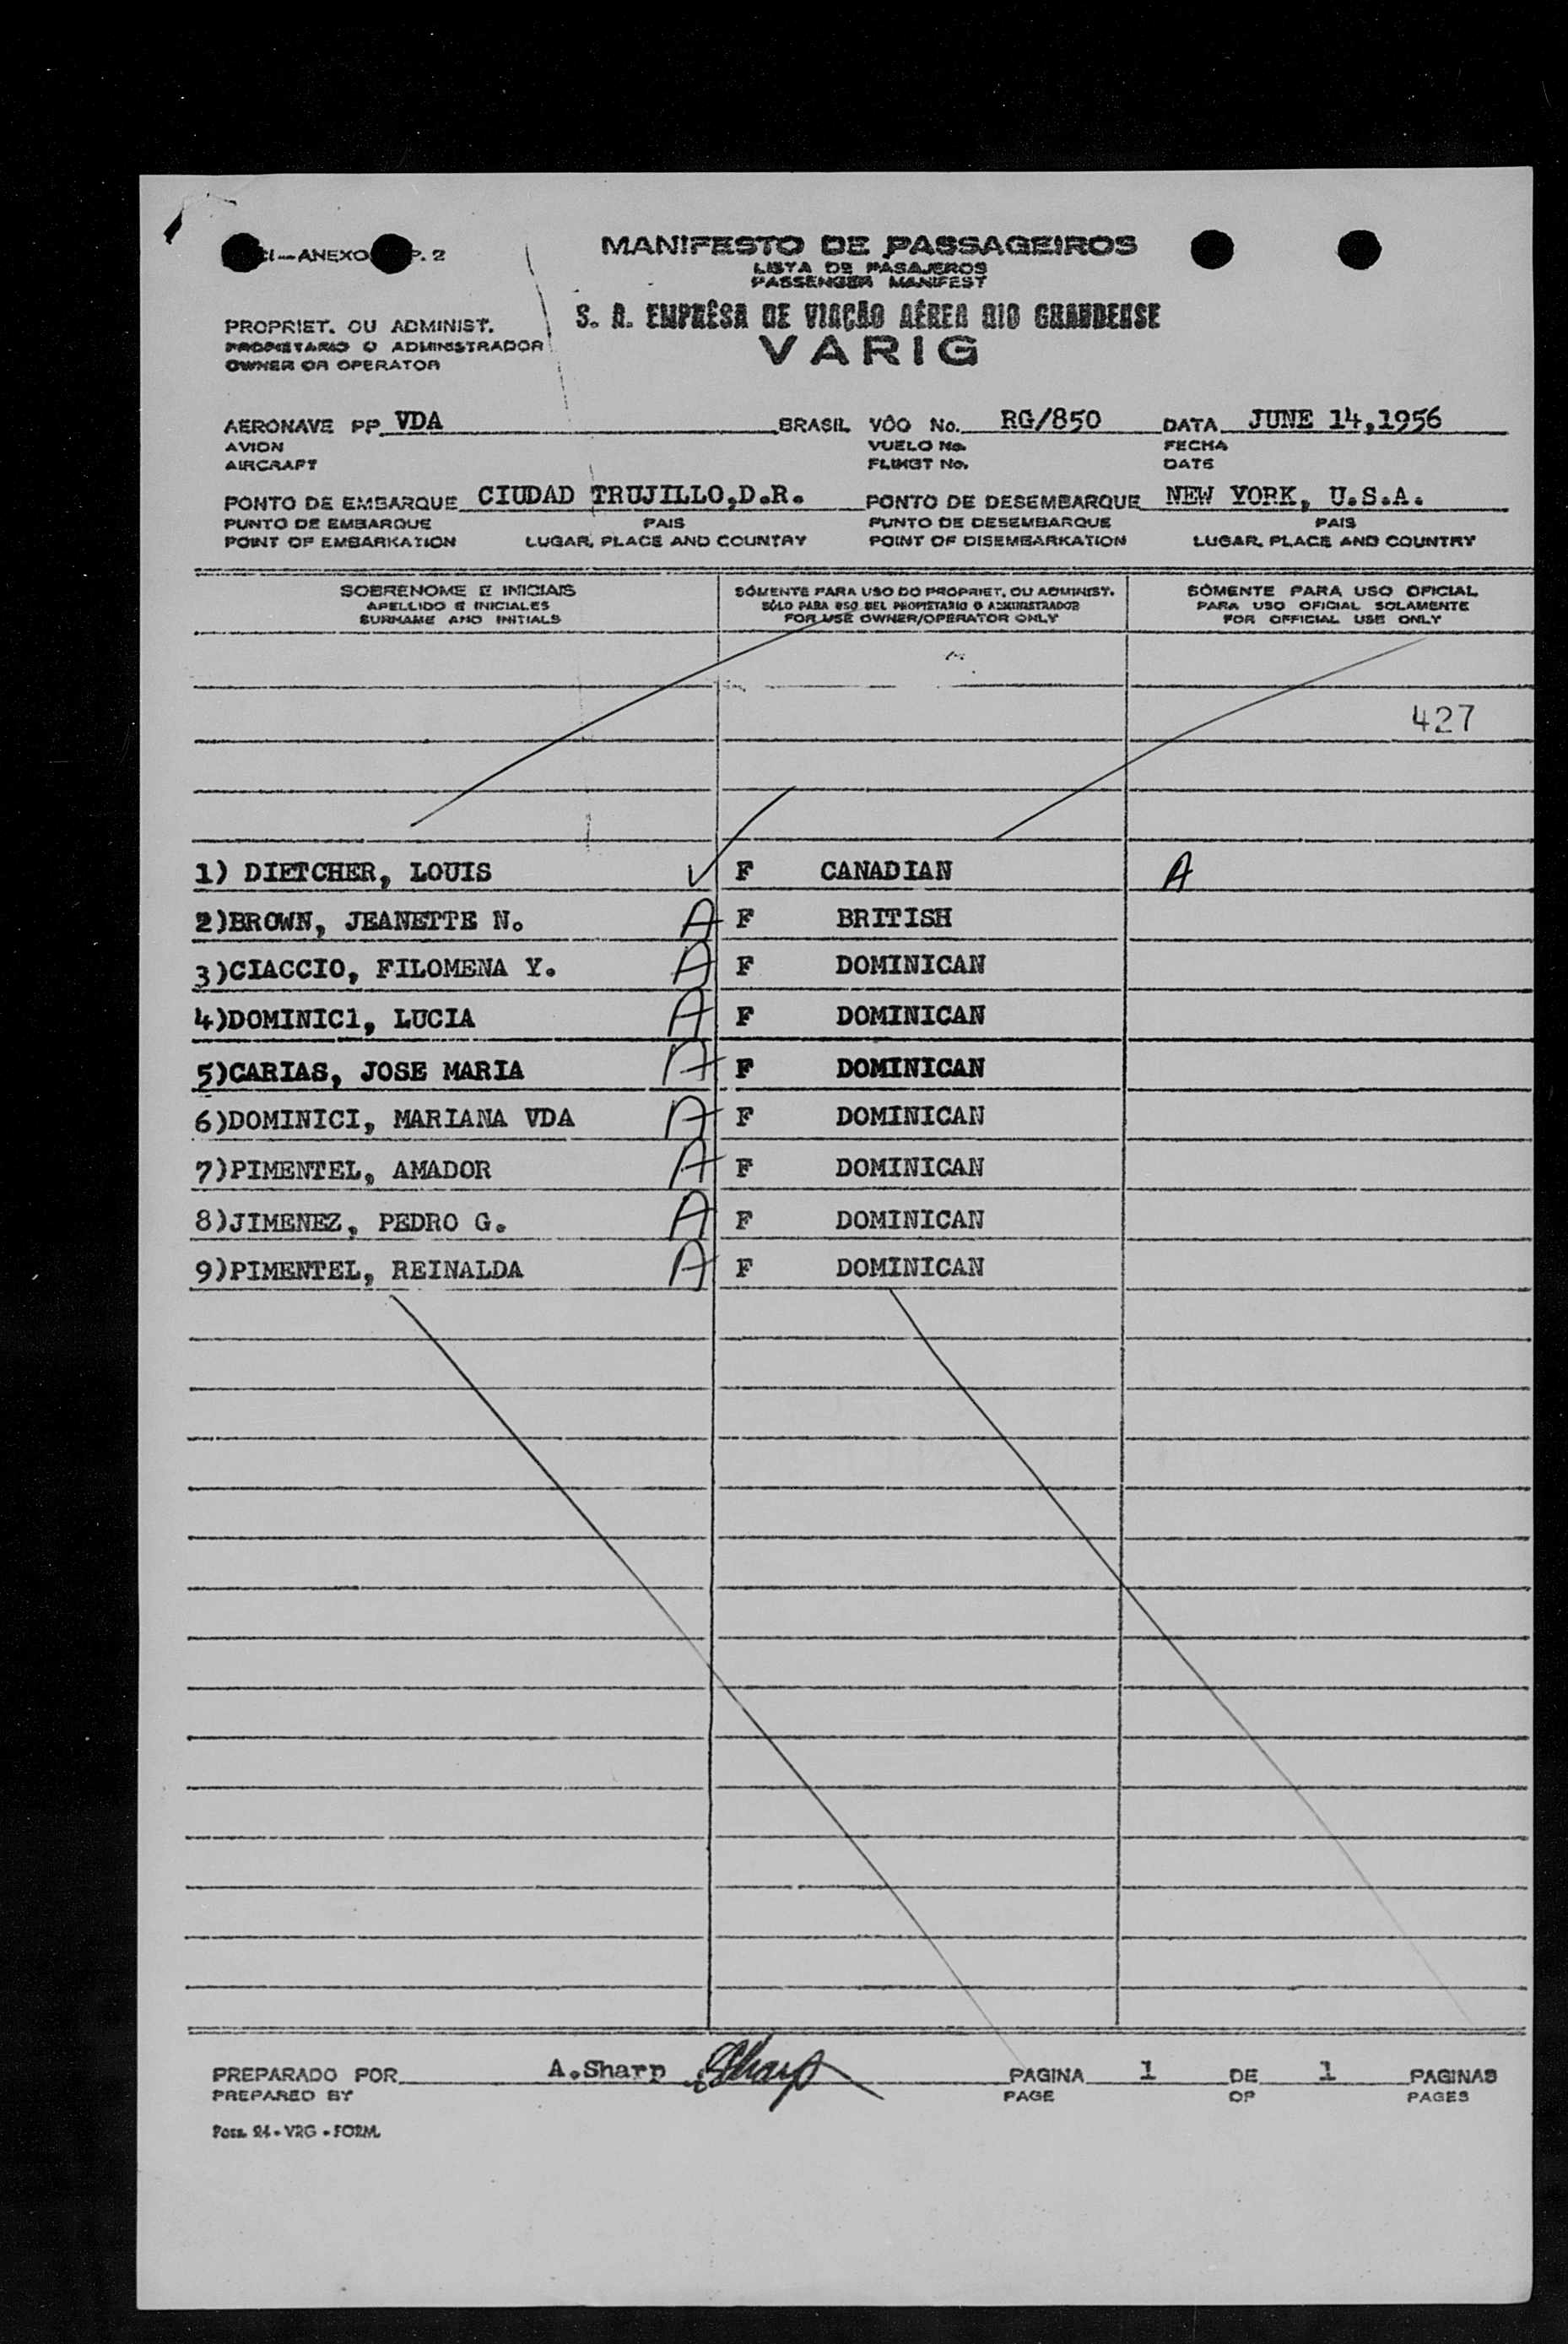 CI—ANEXO P. 2
MANIFESTO DE PASSAGEIROS
LISTA DE PASAJEROS
PASSENGER MANIFEST
S. A. EMPRÊSA DE VIAÇÃO AÉREA RIO GRANDENSE
VARIG
PROPRIET. OU ADMINIST.
PROPIETARIO O ADMINISTRADOR
OWNER OR OPERATOR
AERONAVE PP VDA BRASIL VÔO No. RG/850 DATA JUNE 14,1956
AVION VUELO No. FECHA
AIRCRAFT FLIHGT No. DATE
PONTO DE EMBARQUE CIUDAD TRUJILLO,D.R. PONTO DE DESEMBARQUE NEW YORK, U.S.A.
PUNTO DE EMBARQUE PAIS PUNTO DE DESEMBARQUE PAIS
POINT OF EMBARKATION LUGAR, PLACE AND COUNTRY POINT OF DISEMBARKATION LUGAR, PLACE AND COUNTRY
SOBRENOME E INICIAIS SÓMENTE PARA USO DO PROPRIET. OU ADMINIST. SÓMENTE PARA USO OFICIAL
APELLIDO E INICIALES SÓLO PARA USO DEL PROPIETARIO O ADMINISTRADOR PARA USO OFICIAL SOLAMENTE
SURNAME AND INITIALS FOR USE OWNER/OPERATOR ONLY FOR OFFICIAL USE ONLY
427
1) DIETCHER, LOUIS ✓ F CANADIAN A
2)BROWN, JEANETTE N. A F BRITISH
3)CIACCIO, FILOMENA Y. A F DOMINICAN
4)DOMINIC1, LUCIA A F DOMINICAN
5)CARIAS, JOSE MARIA A F DOMINICAN
6)DOMINICI, MARIANA VDA A F DOMINICAN
7)PIMENTEL, AMADOR A F DOMINICAN
8)JIMENEZ, PEDRO G. A F DOMINICAN
9)PIMENTEL, REINALDA A F DOMINICAN
PREPARADO POR A.Sharp Sharp PAGINA 1 DE 1 PAGINAS
PREPARED BY PAGE OF PAGES
24 - VRG - FORM.